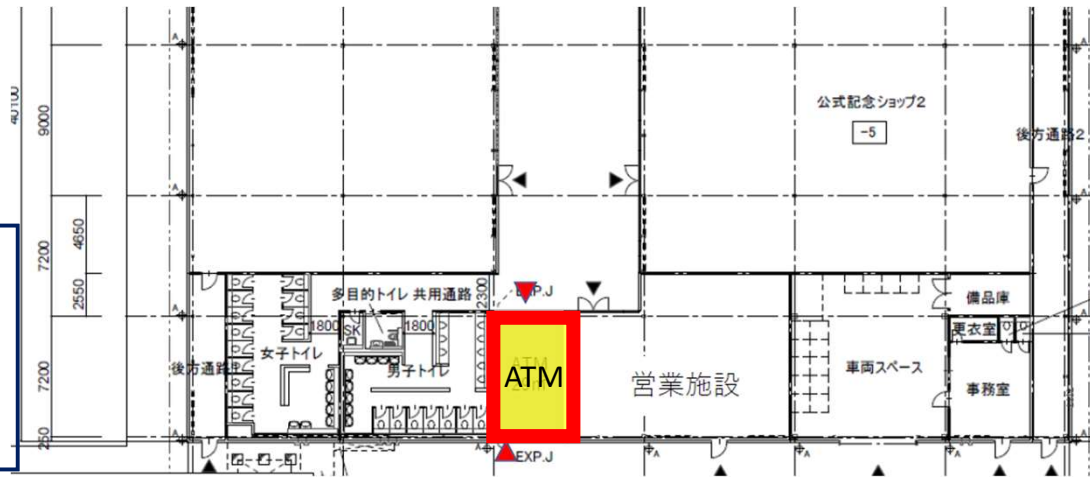 A
A
40100
9000
公式記念ショップ2
-5
後方通路2
A
A
4650
7200
2550
2300
EXP.J
多目的トイレ 共用通路
備品庫
A
A
1800
SK
1800
更衣室
女子トイレ
後方通路
男子トイレ
ATM
営業施設
車両スペース
事務室
7200
250
A
EXP.J
A
A
A